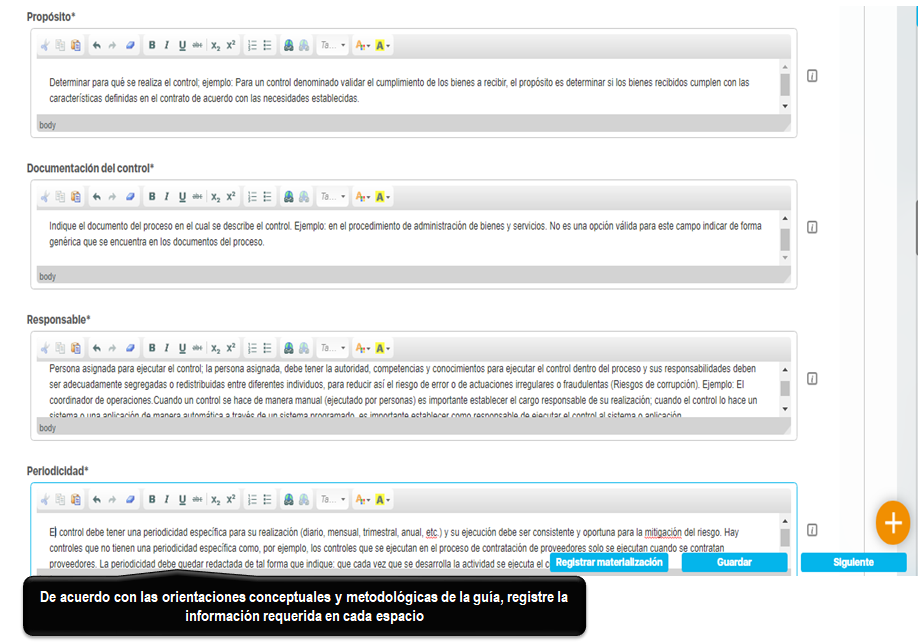 Propósito*
B I U abc X2 X² Ta...
A A
Determinar para qué se realiza el control; ejemplo: Para un control denominado validar el cumplimiento de los bienes a recibir, el propósito es determinar si los bienes recibidos cumplen con las
características definidas en el contrato de acuerdo con las necesidades establecidas.
body
Documentación del control*
B I U abc X2 X² Ta...
A A
Indique el documento del proceso en el cual se describe el control. Ejemplo: en el procedimiento de administración de bienes y servicios. No es una opción válida para este campo indicar de forma
genérica que se encuentra en los documentos del proceso.
body
Responsable*
B I U abc X2 X² Ta...
A A
Persona asignada para ejecutar el control; la persona asignada, debe tener la autoridad, competencias y conocimientos para ejecutar el control dentro del proceso y sus responsabilidades deben
ser adecuadamente segregadas o redistribuidas entre diferentes individuos, para reducir así el riesgo de error o de actuaciones irregulares o fraudulentas (Riesgos de corrupción). Ejemplo: El
coordinador de operaciones.Cuando un control se hace de manera manual (ejecutado por personas) es importante establecer el cargo responsable de su realización; cuando el control lo hace un
sistema o una aplicación de manera automática a través de un sistema programado, es importante establecer como responsable de ejecutar el control al sistema o aplicación.
body
Periodicidad*
B I U abc X2 X² Ta...
A A
El control debe tener una periodicidad específica para su realización (diario, mensual, trimestral, anual, etc.) y su ejecución debe ser consistente y oportuna para la mitigación del riesgo. Hay
controles que no tienen una periodicidad específica como, por ejemplo, los controles que se ejecutan en el proceso de contratación de proveedores solo se ejecutan cuando se contratan
proveedores. La periodicidad debe quedar redactada de tal forma que indique: que cada vez que se desarrolla la actividad se ejecuta el c
Registrar materialización
Guardar
Siguiente
De acuerdo con las orientaciones conceptuales y metodológicas de la guía, registre la
información requerida en cada espacio